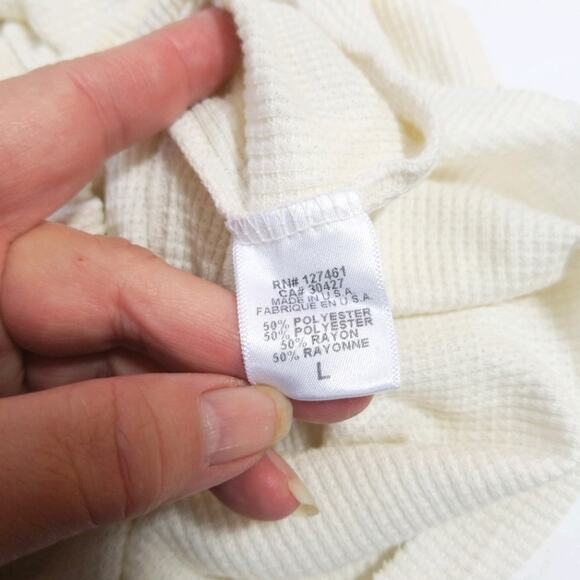 RN# 127461
CA# 30427
MADE IN U.S.A.
FABRIQUE EN U.S.A.
50% POLYESTER
50% POLYESTER
50% RAYON
50% RAYONNE
L